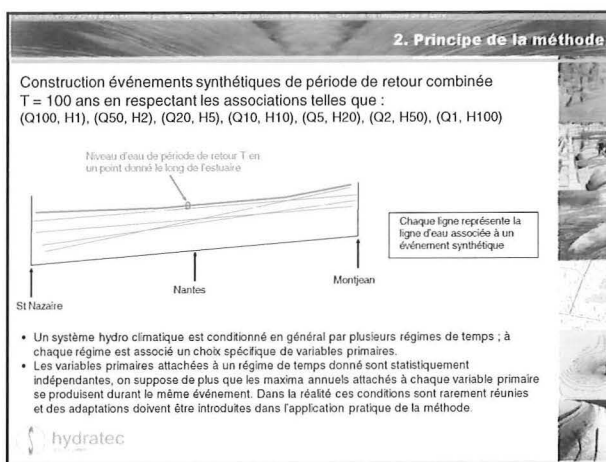 2. Principe de la méthode
Construction événements synthétiques de période de retour combinée
T = 100 ans en respectant les associations telles que :
(Q100, H1), (Q50, H2), (Q20, H5), (Q10, H10), (Q5, H20), (Q2, H50), (Q1, H100)
Niveau d'eau de période de retour T en
un point donné le long de l'estuaire
Chaque ligne représente la
ligne d'eau associée à un
événement synthétique
Montjean
Nantes
St Nazaire
• Un système hydro climatique est conditionné en général par plusieurs régimes de temps ; à
chaque régime est associé un choix spécifique de variables primaires.
• Les variables primaires attachées à un régime de temps donné sont statistiquement
indépendantes, on suppose de plus que les maxima annuels attachés à chaque variable primaire
se produisent durant le même événement. Dans la réalité ces conditions sont rarement réunies
et des adaptations doivent être introduites dans l'application pratique de la méthode.
hydratec